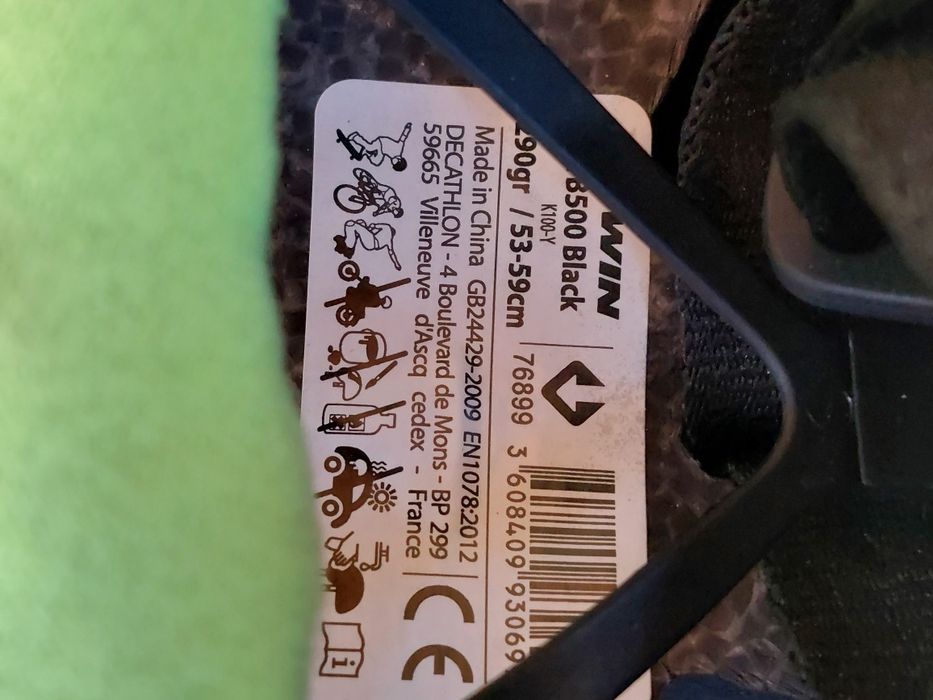 WIN
B500 Black
K100-Y
290gr / 53-59cm
76899
3 608409 93069
Made in China GB24429-2009 EN1078:2012
DECATHLON - 4 Boulevard de Mons - BP 299
59665 Villeneuve d'Ascq cedex - France
CE
i